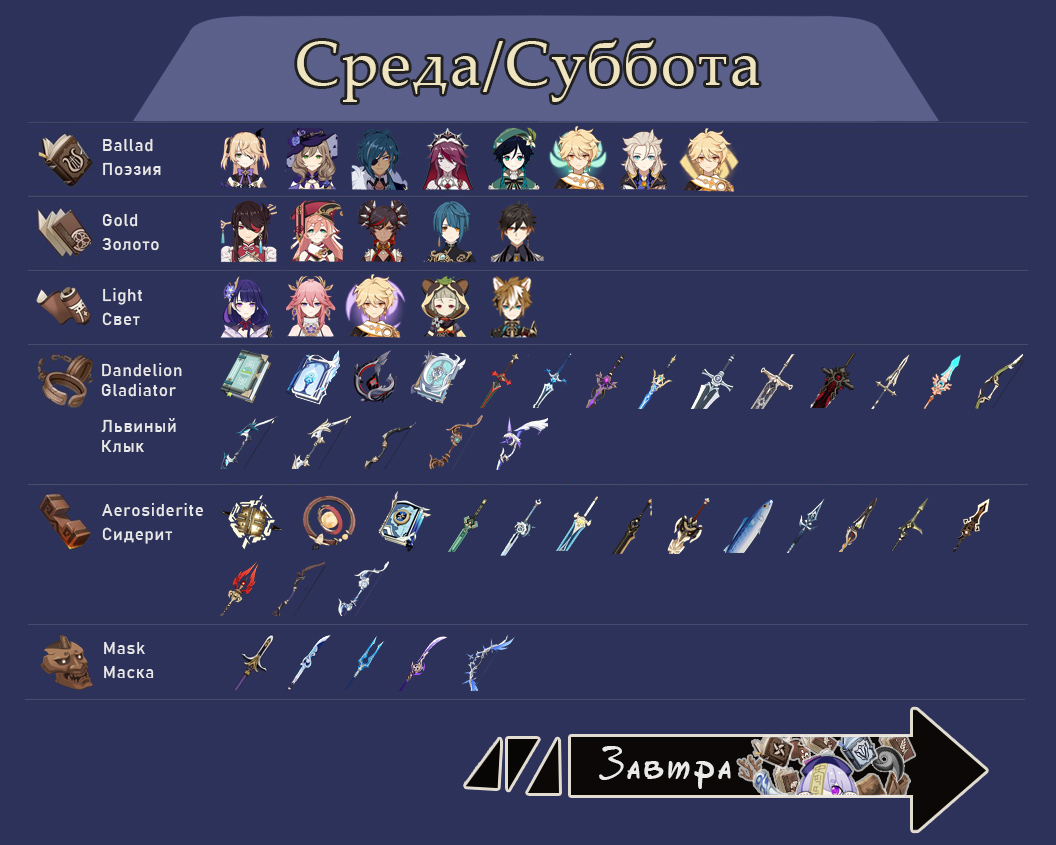 Среда/Суббота
Ballad
Поэзия
Gold
Золото
Light
Свет
Dandelion
Gladiator
Львиный
Клык
Aerosiderite
Сидерит
Mask
Маска
Завтра